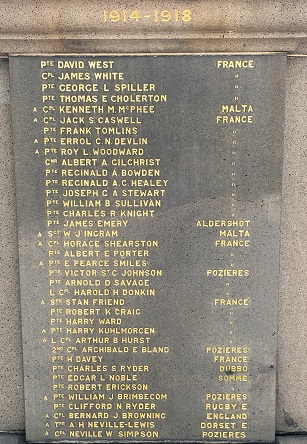 1914-1918
PTE DAVID WEST FRANCE
CPL JAMES WHITE "
PTE GEORGE L SPILLER "
PTE THOMAS E CHOLERTON "
A CPL KENNETH M McPHEE MALTA
A CPL JACK S CASWELL FRANCE
PTE FRANK TOMLINS "
A PTE ERROL C. N. DEVLIN "
A PTE ROY L WOODWARD "
GNR ALBERT A. GILCHRIST "
PTE REGINALD A BOWDEN "
PTE REGINALD A. C. HEALEY "
PTE JOSEPH G A STEWART "
PTE WILLIAM B SULLIVAN "
PTE CHARLES R KNIGHT "
PTE JAMES EMERY ALDERSHOT
A SGT W J INGRAM MALTA
A CPL HORACE SHEARSTON FRANCE
PTE ALBERT E PORTER "
A PTE E PEARCE SMILES "
PTE VICTOR ST C JOHNSON POZIERES
PTE ARNOLD D SAVAGE "
L CPL HAROLD H DONKIN "
A STR STAN FRIEND FRANCE
PTE ROBERT K CRAIG "
PTE HARRY WARD "
A PTE HARRY KUHLMORGEN "
A L CPL ARTHUR B HURST "
2ND CPL ARCHIBALD E BLAND POZIERES
PTE H DAVEY FRANCE
PTE CHARLES S RYDER DUBBO
PTE EDGAR L NOBLE SOMME
PTE ROBERT ERICKSON "
A PTE WILLIAM J BRIMBECOM POZIERES
PTE CLIFFORD N RYDER RUGBY E
A CPL BERNARD J BROWNING ENGLAND
A TPR A H NEVILLE-LEWIS DORSET E
A CPL NEVILLE W SIMPSON POZIERES